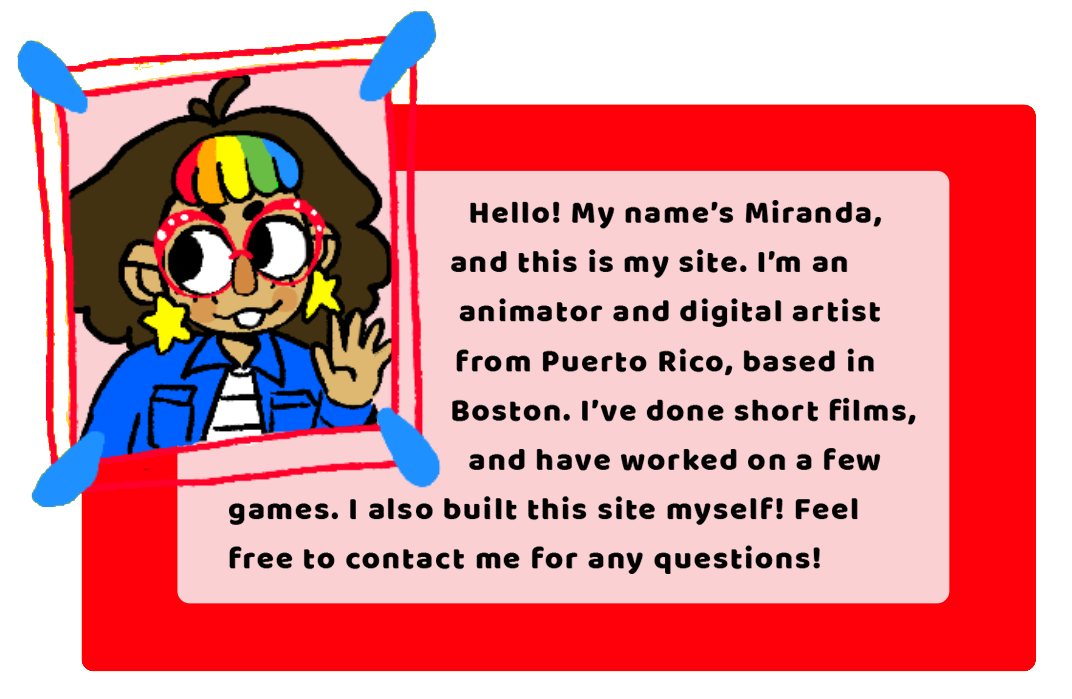 Hello! My name's Miranda,
and this is my site. I'm an
animator and digital artist
from Puerto Rico, based in
Boston. I've done short films,
and have worked on a few
games. I also built this site myself! Feel
free to contact me for any questions!